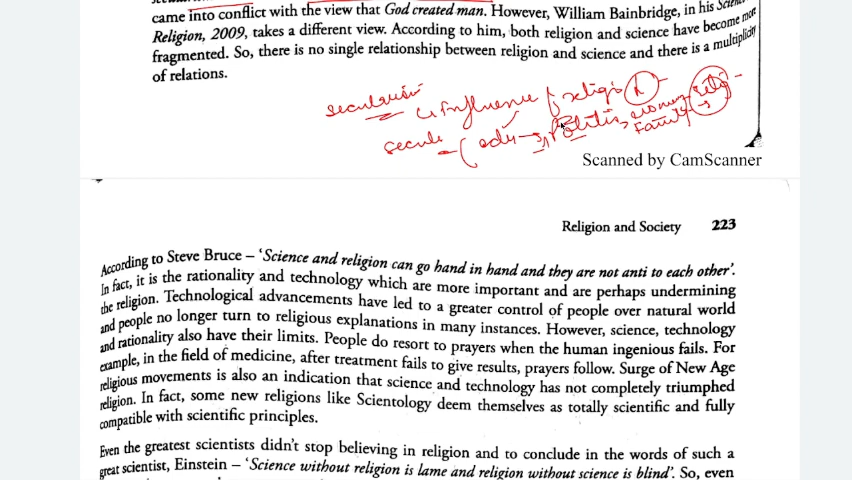 came into conflict with the view that God created man. However, William Bainbridge, in his
Religion, 2009, takes a different view. According to him, both religion and science have become more
fragmented. So, there is no single relationship between religion and science and there is a multiplicity
of relations.
influence of religion
edu Politics
Family
Scanned by CamScanner
Religion and Society 223
According to Steve Bruce – ‘Science and religion can go hand in hand and they are not anti to each other’.
In fact, it is the rationality and technology which are more important and are perhaps undermining
the religion. Technological advancements have led to a greater control of people over natural world
and people no longer turn to religious explanations in many instances. However, science, technology
and rationality also have their limits. People do resort to prayers when the human ingenious fails. For
example, in the field of medicine, after treatment fails to give results, prayers follow. Surge of New Age
religious movements is also an indication that science and technology has not completely triumphed
religion. In fact, some new religions like Scientology deem themselves as totally scientific and fully
compatible with scientific principles.
Even the greatest scientists didn’t stop believing in religion and to conclude in the words of such a
great scientist, Einstein – ‘Science without religion is lame and religion without science is blind’. So, even